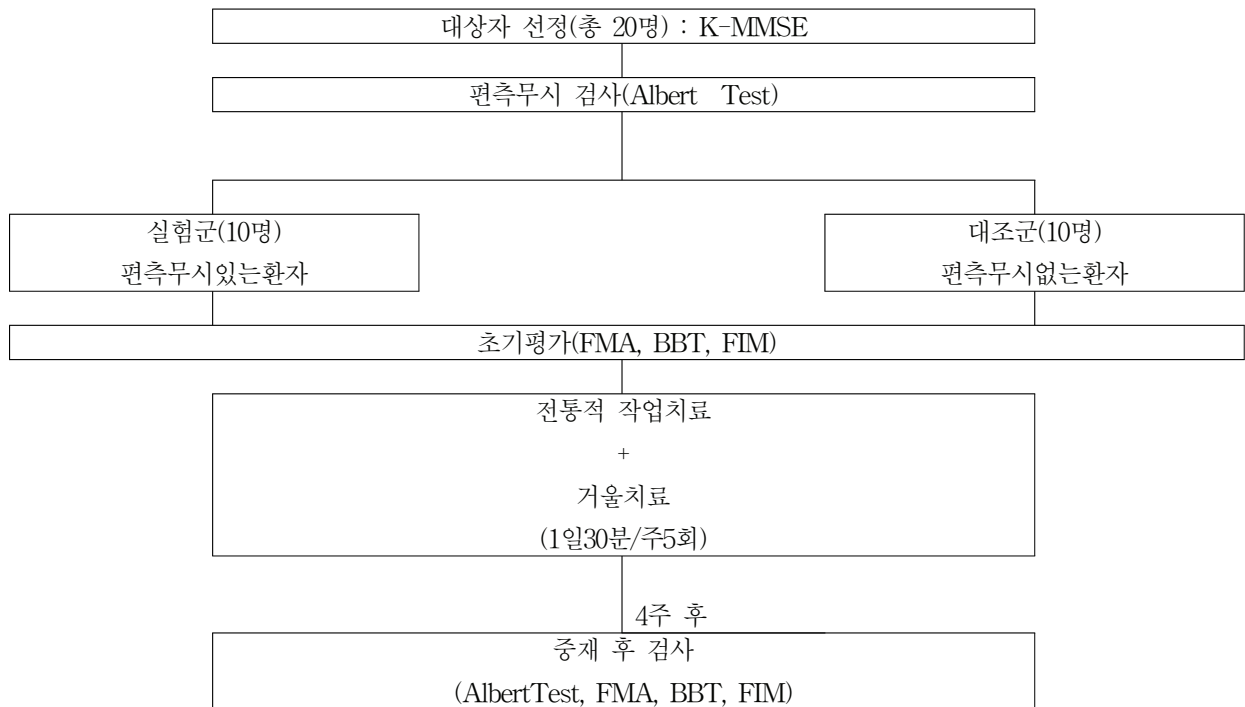 대상자 선정(총 20명) : K-MMSE
편측무시 검사(Albert Test)
실험군(10명)
편측무시있는환자
대조군(10명)
편측무시없는환자
초기평가(FMA, BBT, FIM)
전통적 작업치료
+
거울치료
(1일30분/주5회)
4주 후
중재 후 검사
(AlbertTest, FMA, BBT, FIM)